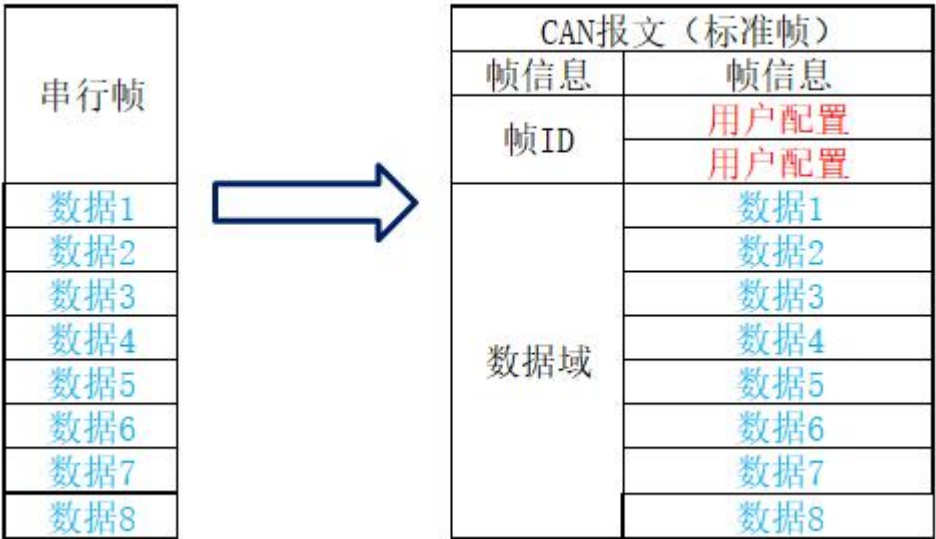 串行帧
数据1
数据2
数据3
数据4
数据5
数据6
数据7
数据8
CAN报文（标准帧）
帧信息 帧信息
帧ID 用户配置
用户配置
数据域
数据1
数据2
数据3
数据4
数据5
数据6
数据7
数据8